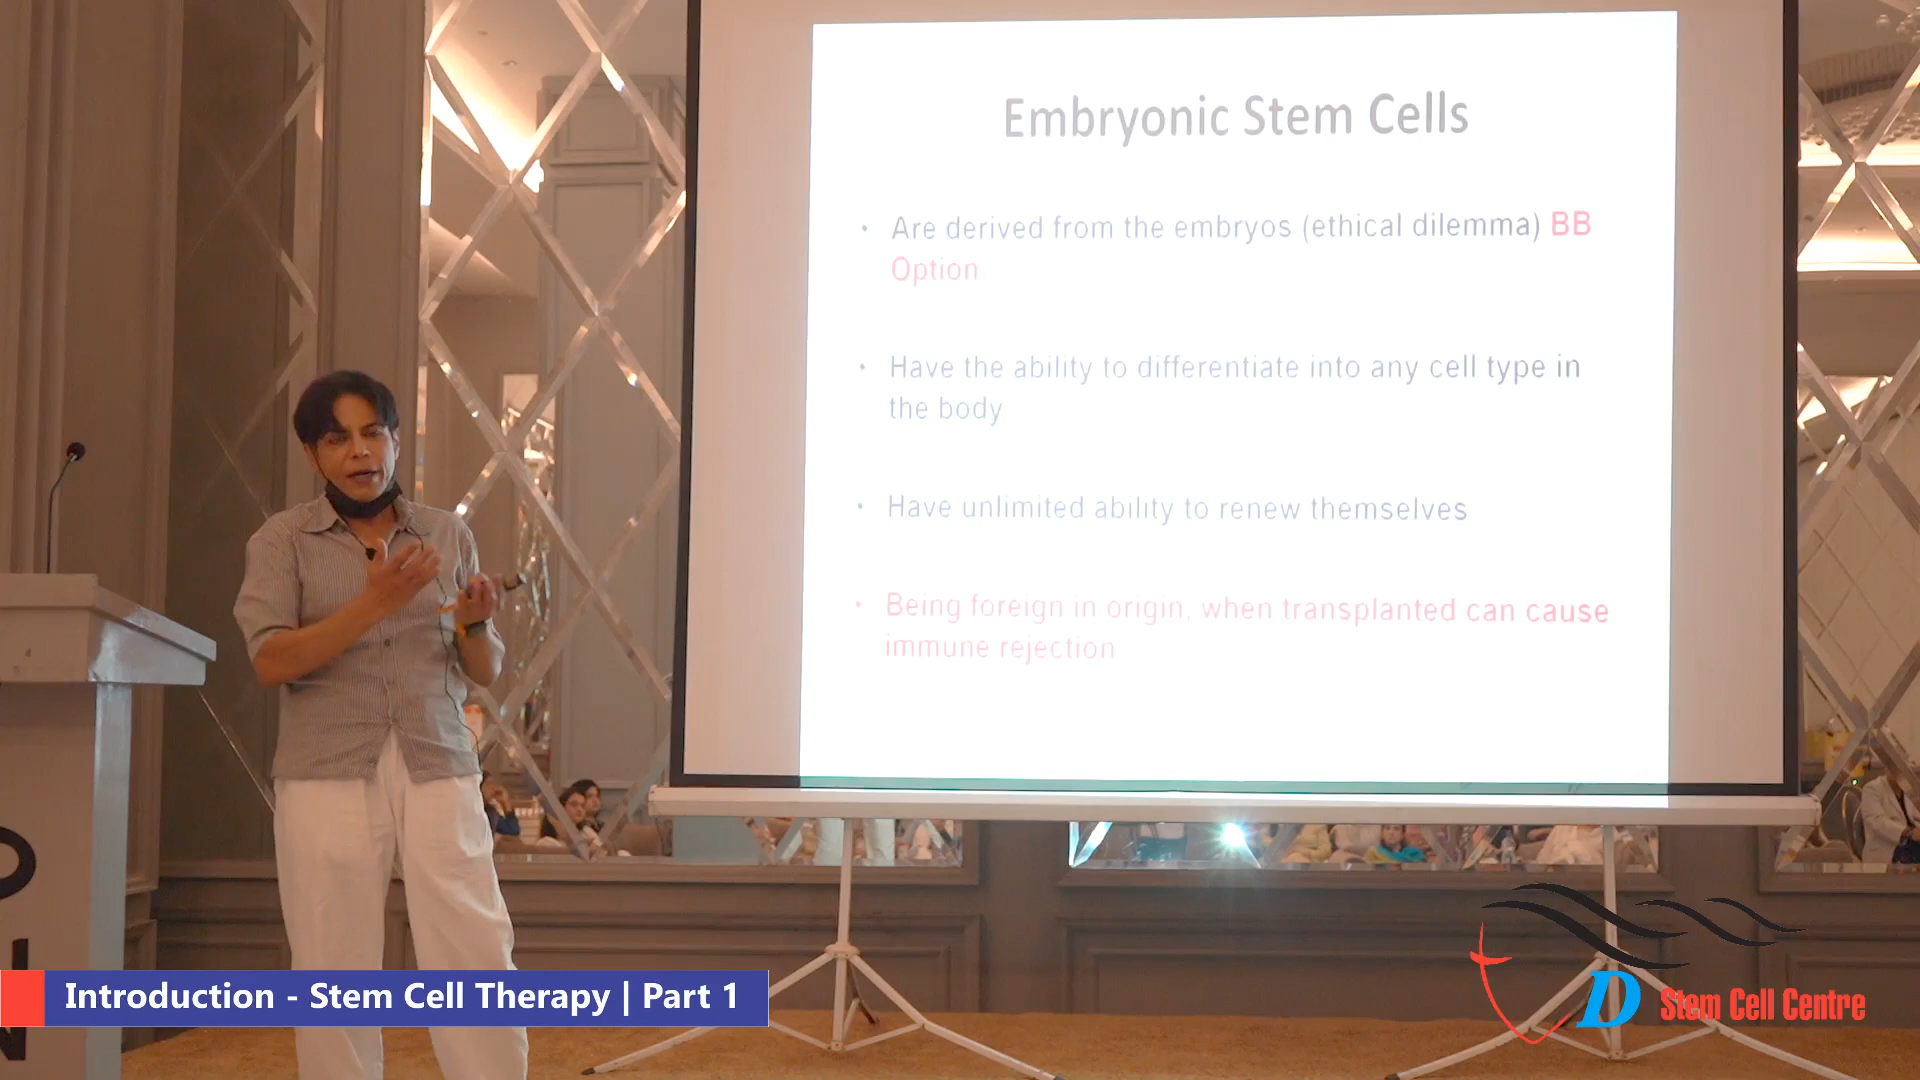 Embryonic Stem Cells
• Are derived from the embryos (ethical dilemma) BB
Option
• Have the ability to differentiate into any cell type in
the body
• Have unlimited ability to renew themselves
• Being foreign in origin, when transplanted can cause
immune rejection
Introduction - Stem Cell Therapy | Part 1
D Stem Cell Centre